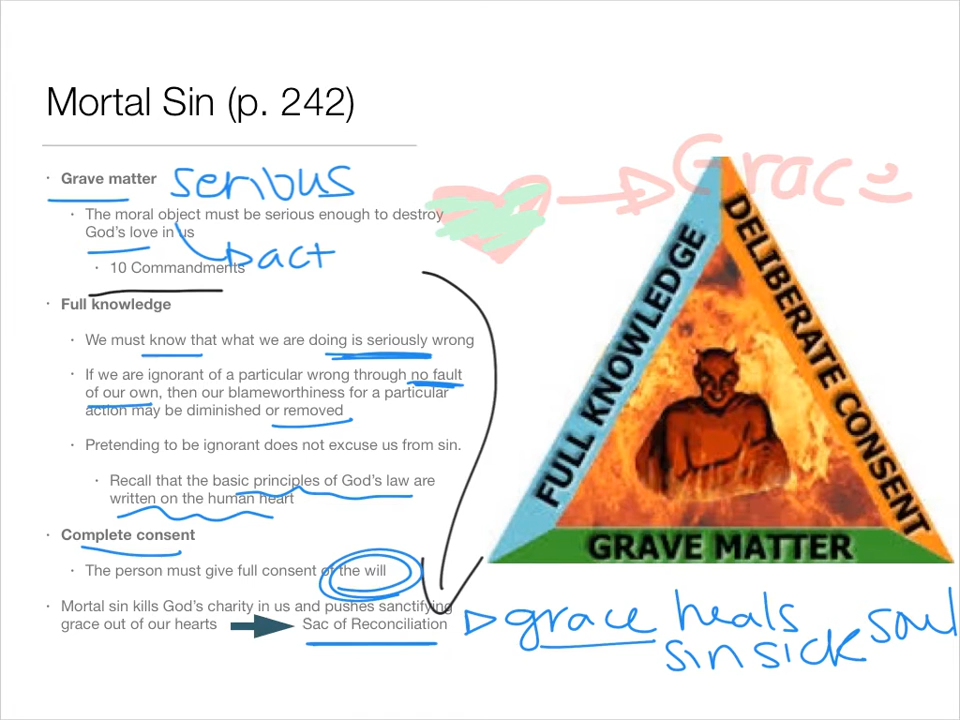 Mortal Sin (p. 242)
Grave matter serious
The moral object must be serious enough to destroy
God's love in us
act
10 Commandments
Full knowledge
We must know that what we are doing is seriously wrong
If we are ignorant of a particular wrong through no fault
of our own, then our blameworthiness for a particular
action may be diminished or removed
Pretending to be ignorant does not excuse us from sin.
Recall that the basic principles of God's law are
written on the human heart
Complete consent
The person must give full consent of the will
Mortal sin kills God's charity in us and pushes sanctifying
grace out of our hearts Sac of Reconciliation
grace heals
sin sick soul
Grace
FULL KNOWLEDGE
DELIBERATE CONSENT
GRAVE MATTER